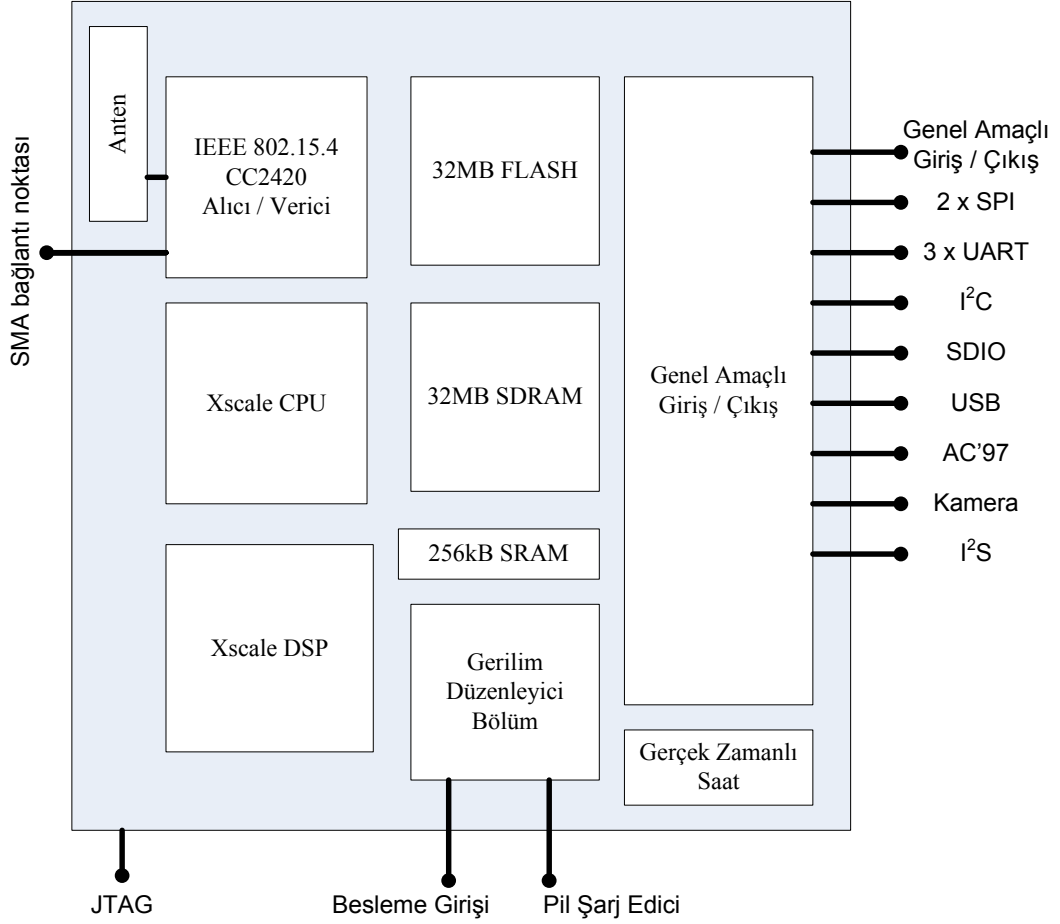 Anten
SMA bağlantı noktası
IEEE 802.15.4
CC2420
Alıcı / Verici
32MB FLASH
Xscale CPU
32MB SDRAM
256kB SRAM
Xscale DSP
Gerilim
Düzenleyici
Bölüm
Genel Amaçlı
Giriş / Çıkış
Gerçek Zamanlı
Saat
Genel Amaçlı
Giriş / Çıkış
2 x SPI
3 x UART
I²C
SDIO
USB
AC’97
Kamera
I²S
JTAG
Besleme Girişi
Pil Şarj Edici